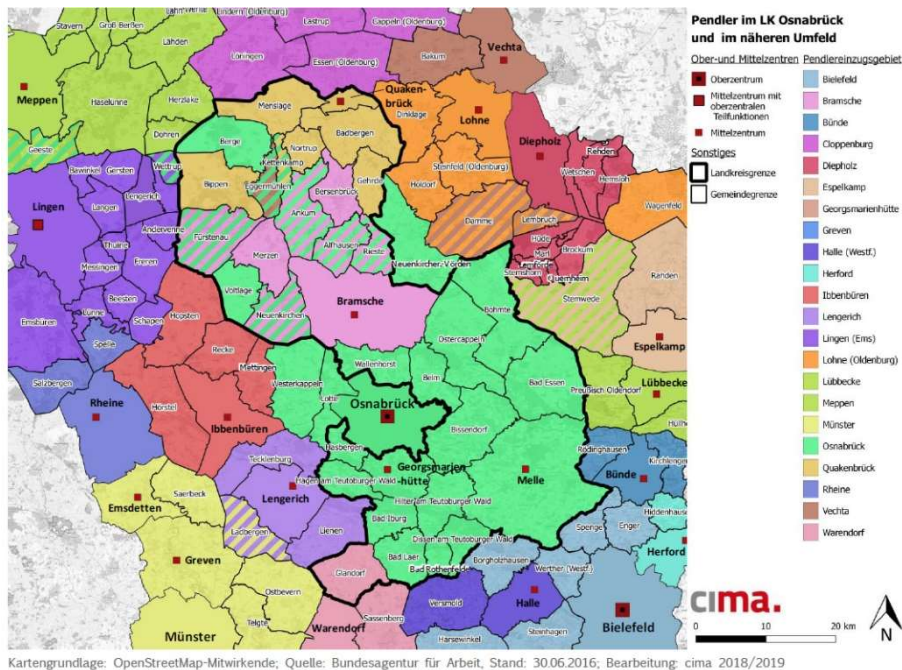 Pendler im LK Osnabrück
und im näheren Umfeld
Ober-und Mittelzentren
Oberzentrum
Mittelzentrum mit
oberzentralen
Teilfunktionen
Mittelzentrum
Sonstiges
Landkreisgrenze
Gemeindegrenze
Pendlereinzugsgebiet
Bielefeld
Bramsche
Bünde
Cloppenburg
Diepholz
Espelkamp
Georgsmarienhütte
Greven
Halle (Westf.)
Herford
Ibbenbüren
Lengerich
Lingen (Ems)
Lohne (Oldenburg)
Lübbecke
Meppen
Münster
Osnabrück
Quakenbrück
Rheine
Vechta
Warendorf
Stavern
Groß Berßen
Lähden
Lindern (Oldenburg)
Lastrup
Cappeln (Oldenburg)
Löningen
Essen (Oldenburg)
Bakum
Vechta
Meppen
Haselünne
Herzlake
Dohren
Menslage
Quaken-
brück
Badbergen
Dinklage
Lohne
Diepholz
Rehden
Wetschen
Hemsloh
Geeste
Wettrup
Berge
Nortrup
Kettenkamp
Gehrde
Steinfeld (Oldenburg)
Holdorf
Bawinkel
Gersten
Lengerich
Langen
Lingen
Bippen
Eggermühlen
Bersenbrück
Ankum
Damme
Lembruch
Wagenfeld
Andervenne
Thuine
Freren
Messingen
Fürstenau
Merzen
Alfhausen
Rieste
Neuenkirchen-Vörden
Hüde
Marl
Lemförde
Brockum
Stemshorn
Quernheim
Rahden
Beesten
Lünne
Schapen
Emsbüren
Voltlage
Neuenkirchen
Bramsche
Stemwede
Bohmte
Spelle
Hopsten
Recke
Mettingen
Westerkappeln
Wallenhorst
Ostercappeln
Belm
Bad Essen
Preußisch Oldendorf
Espelkamp
Lübbecke
Salzbergen
Rheine
Hörstel
Ibbenbüren
Lotte
Osnabrück
Bissendorf
Rödinghausen
Tecklenburg
Hasbergen
Georgsmarien
-hütte
Hagen am Teutoburger Wald
Melle
Bünde
Kirchlengern
Emsdetten
Saerbeck
Lengerich
Hilter am Teutoburger Wald
Hiddenhausen
Ladbergen
Lienen
Bad Iburg
Dissen am Teutoburger Wald
Spenge
Enger
Herford
Greven
Glandorf
Bad Laer
Bad Rothenfelde
Borgholzhausen
Werther (Westf.)
Ostbevern
Versmold
Halle
Telgte
Münster
Warendorf
Sassenberg
Harsewinkel
Steinhagen
Bielefeld
cima.
0 10 20 km
N
Kartengrundlage: OpenStreetMap-Mitwirkende; Quelle: Bundesagentur für Arbeit, Stand: 30.06.2016; Bearbeitung: cima 2018/2019